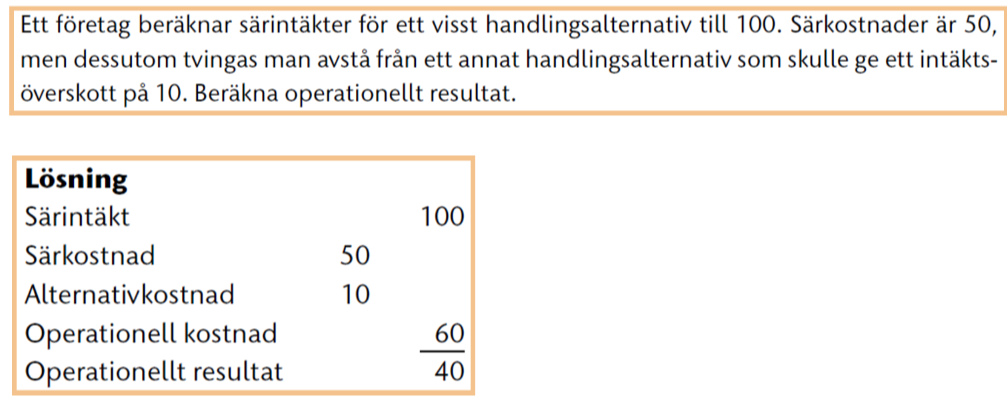 Ett företag beräknar särintäkter för ett visst handlingsalternativ till 100. Särkostnader är 50,
men dessutom tvingas man avstå från ett annat handlingsalternativ som skulle ge ett intäkts-
överskott på 10. Beräkna operationellt resultat.
Lösning
Särintäkt 100
Särkostnad 50
Alternativkostnad 10
Operationell kostnad 60
Operationellt resultat 40